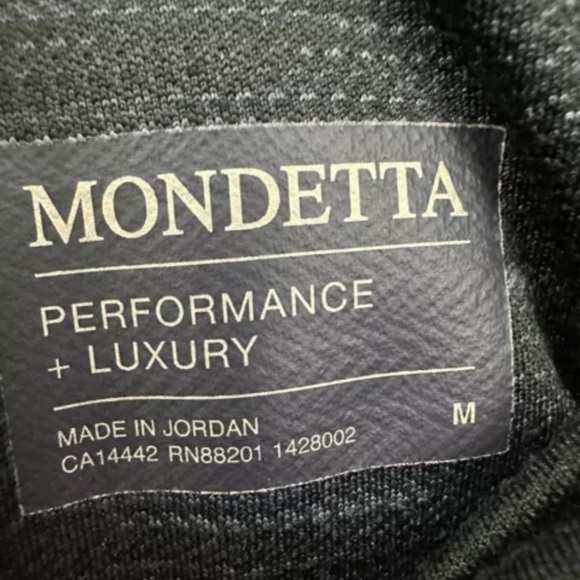 MONDETTA
PERFORMANCE
+ LUXURY
M
MADE IN JORDAN
CA14442 RN88201 1428002